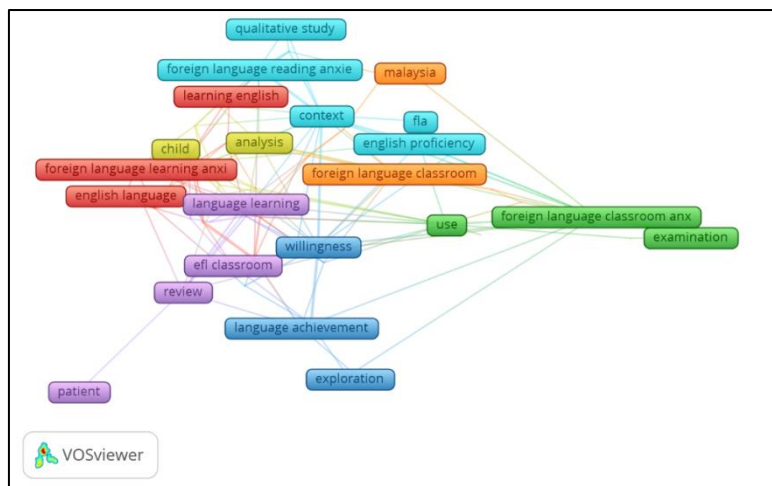 qualitative study
foreign language reading anxie
malaysia
learning english
context
fla
child
analysis
english proficiency
foreign language learning anxi
foreign language classroom
english language
language learning
foreign language classroom anx
use
examination
willingness
efl classroom
review
language achievement
exploration
patient
VOSviewer